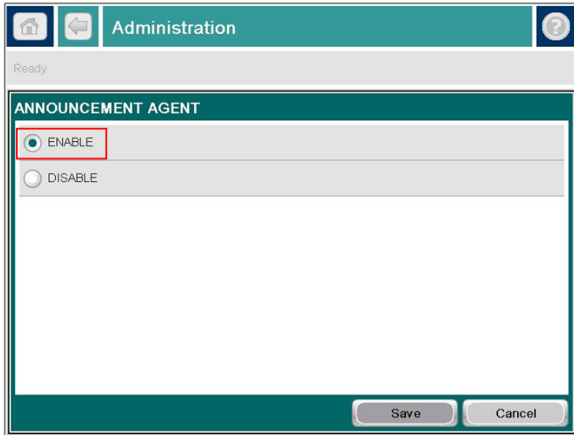 Administration
?
Ready
ANNOUNCEMENT AGENT
ENABLE
DISABLE
Save Cancel